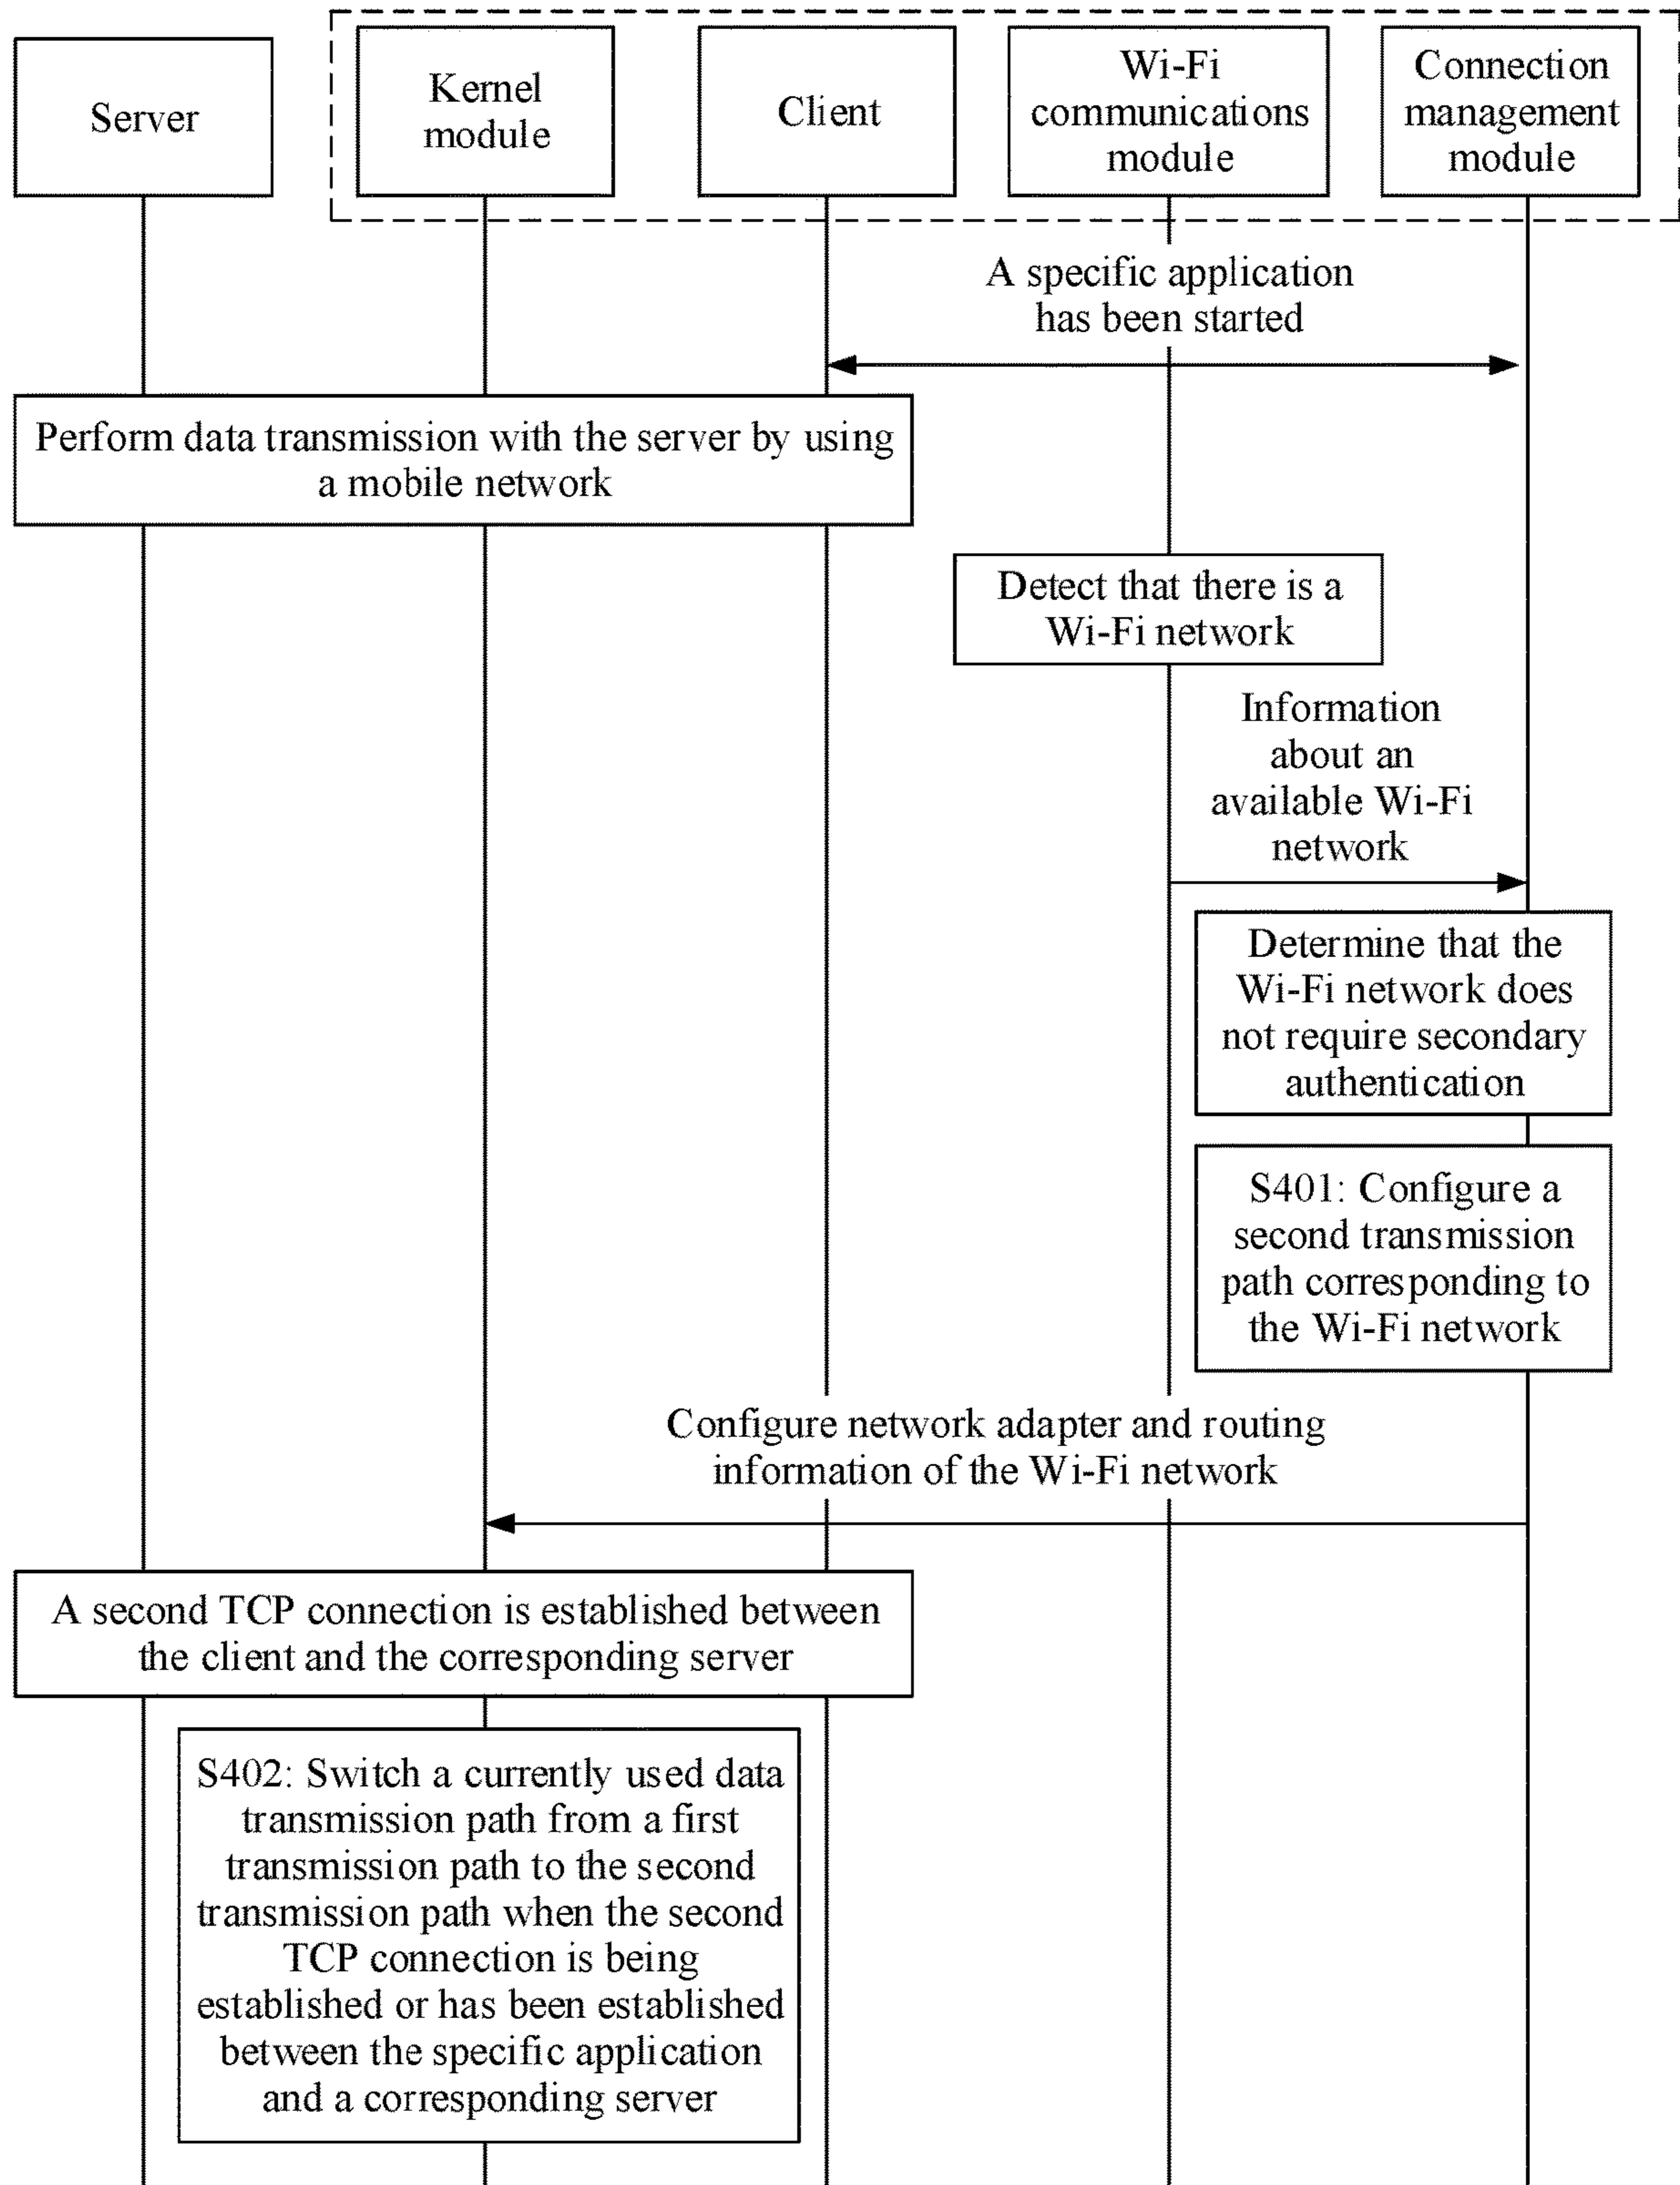 Server
Kernel
module
Client
Wi-Fi
communications
module
Connection
management
module
A specific application
has been started
Perform data transmission with the server by using
a mobile network
Detect that there is a
Wi-Fi network
Information
about an
available Wi-Fi
network
Determine that the
Wi-Fi network does
not require secondary
authentication
S401: Configure a
second transmission
path corresponding to
the Wi-Fi network
Configure network adapter and routing
information of the Wi-Fi network
A second TCP connection is established between
the client and the corresponding server
S402: Switch a currently used data
transmission path from a first
transmission path to the second
transmission path when the second
TCP connection is being
established or has been established
between the specific application
and a corresponding server